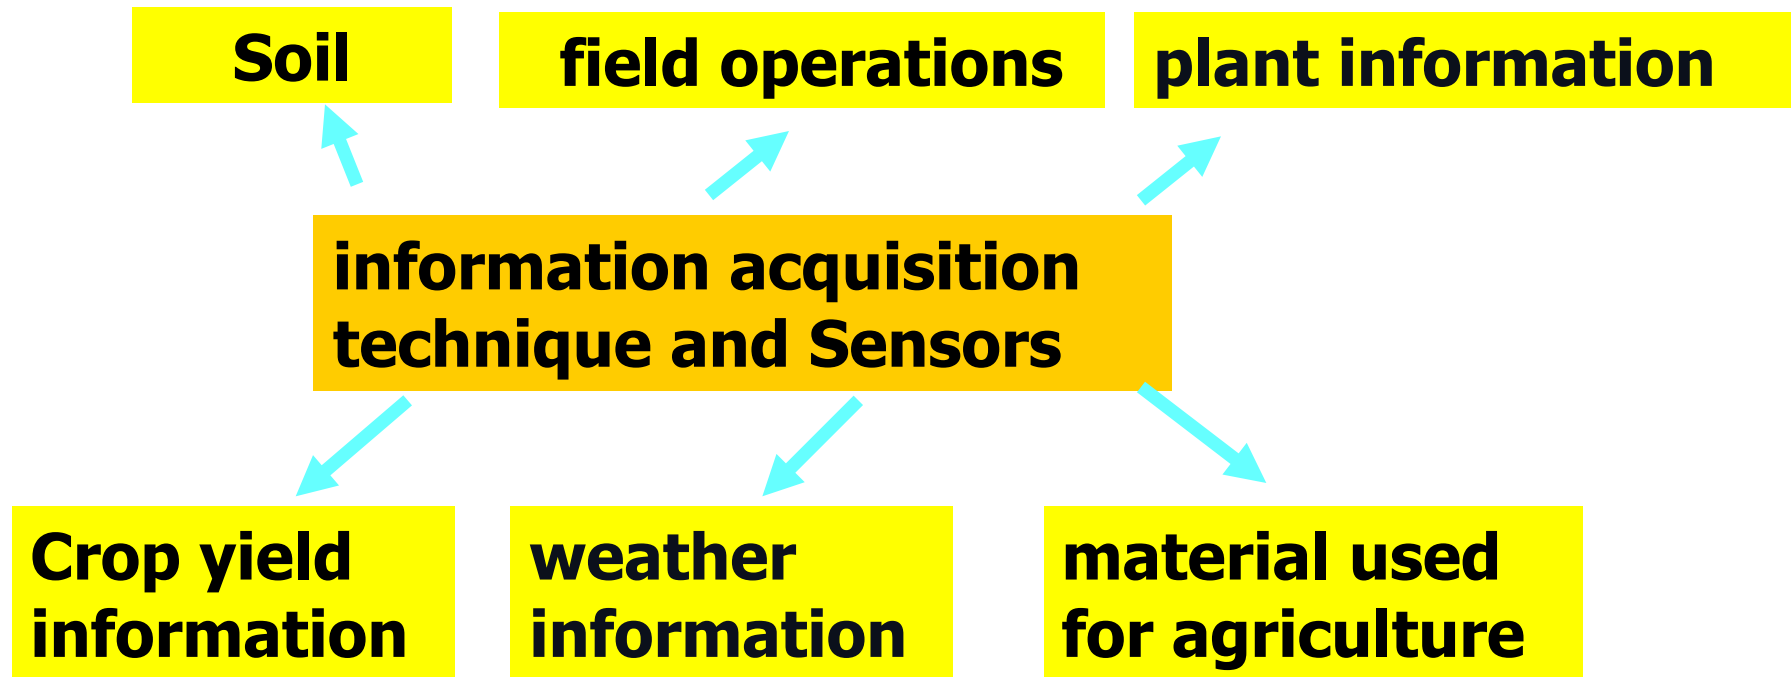 Soil
field operations
plant information
information acquisition
technique and Sensors
Crop yield
information
weather
information
material used
for agriculture